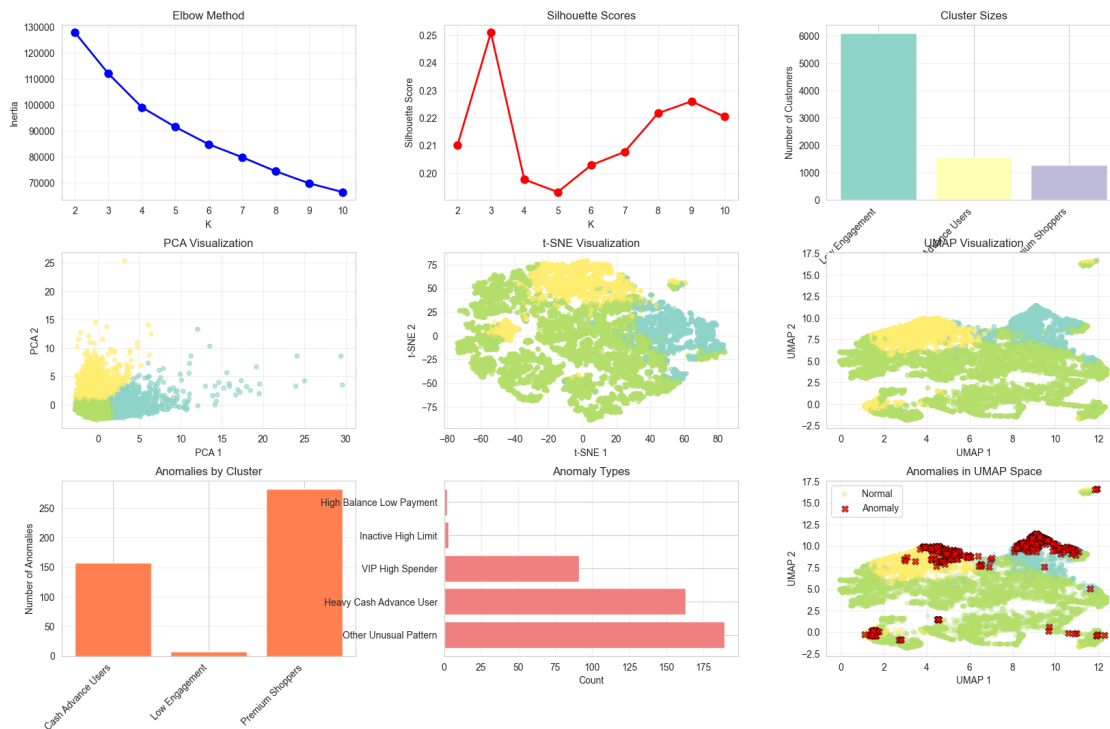 Elbow Method
Inertia
130000
120000
110000
100000
90000
80000
70000
2 3 4 5 6 7 8 9 10
K
Silhouette Scores
Silhouette Score
0.25
0.24
0.23
0.22
0.21
0.20
2 3 4 5 6 7 8 9 10
K
Cluster Sizes
Number of Customers
6000
5000
4000
3000
2000
1000
0
Engagement
Shoppers
PCA Visualization
PCA 2
25
20
15
10
5
0
0 5 10 15 20 25 30
PCA 1
t-SNE Visualization
t-SNE 2
75
50
25
0
−25
−50
−75
−80 −60 −40 −20 0 20 40 60 80
t-SNE 1
UMAP Visualization
UMAP 2
17.5
15.0
12.5
10.0
7.5
5.0
2.5
0.0
−2.5
0 2 4 6 8 10 12
UMAP 1
Anomalies by Cluster
Number of Anomalies
250
200
150
100
50
0
Cash Advance Users
Low Engagement
Premium Shoppers
Anomaly Types
High Balance Low Payment
Inactive High Limit
VIP High Spender
Heavy Cash Advance User
Other Unusual Pattern
0 25 50 75 100 125 150 175
Count
Anomalies in UMAP Space
Normal
Anomaly
UMAP 2
17.5
15.0
12.5
10.0
7.5
5.0
2.5
0.0
−2.5
0 2 4 6 8 10 12
UMAP 1